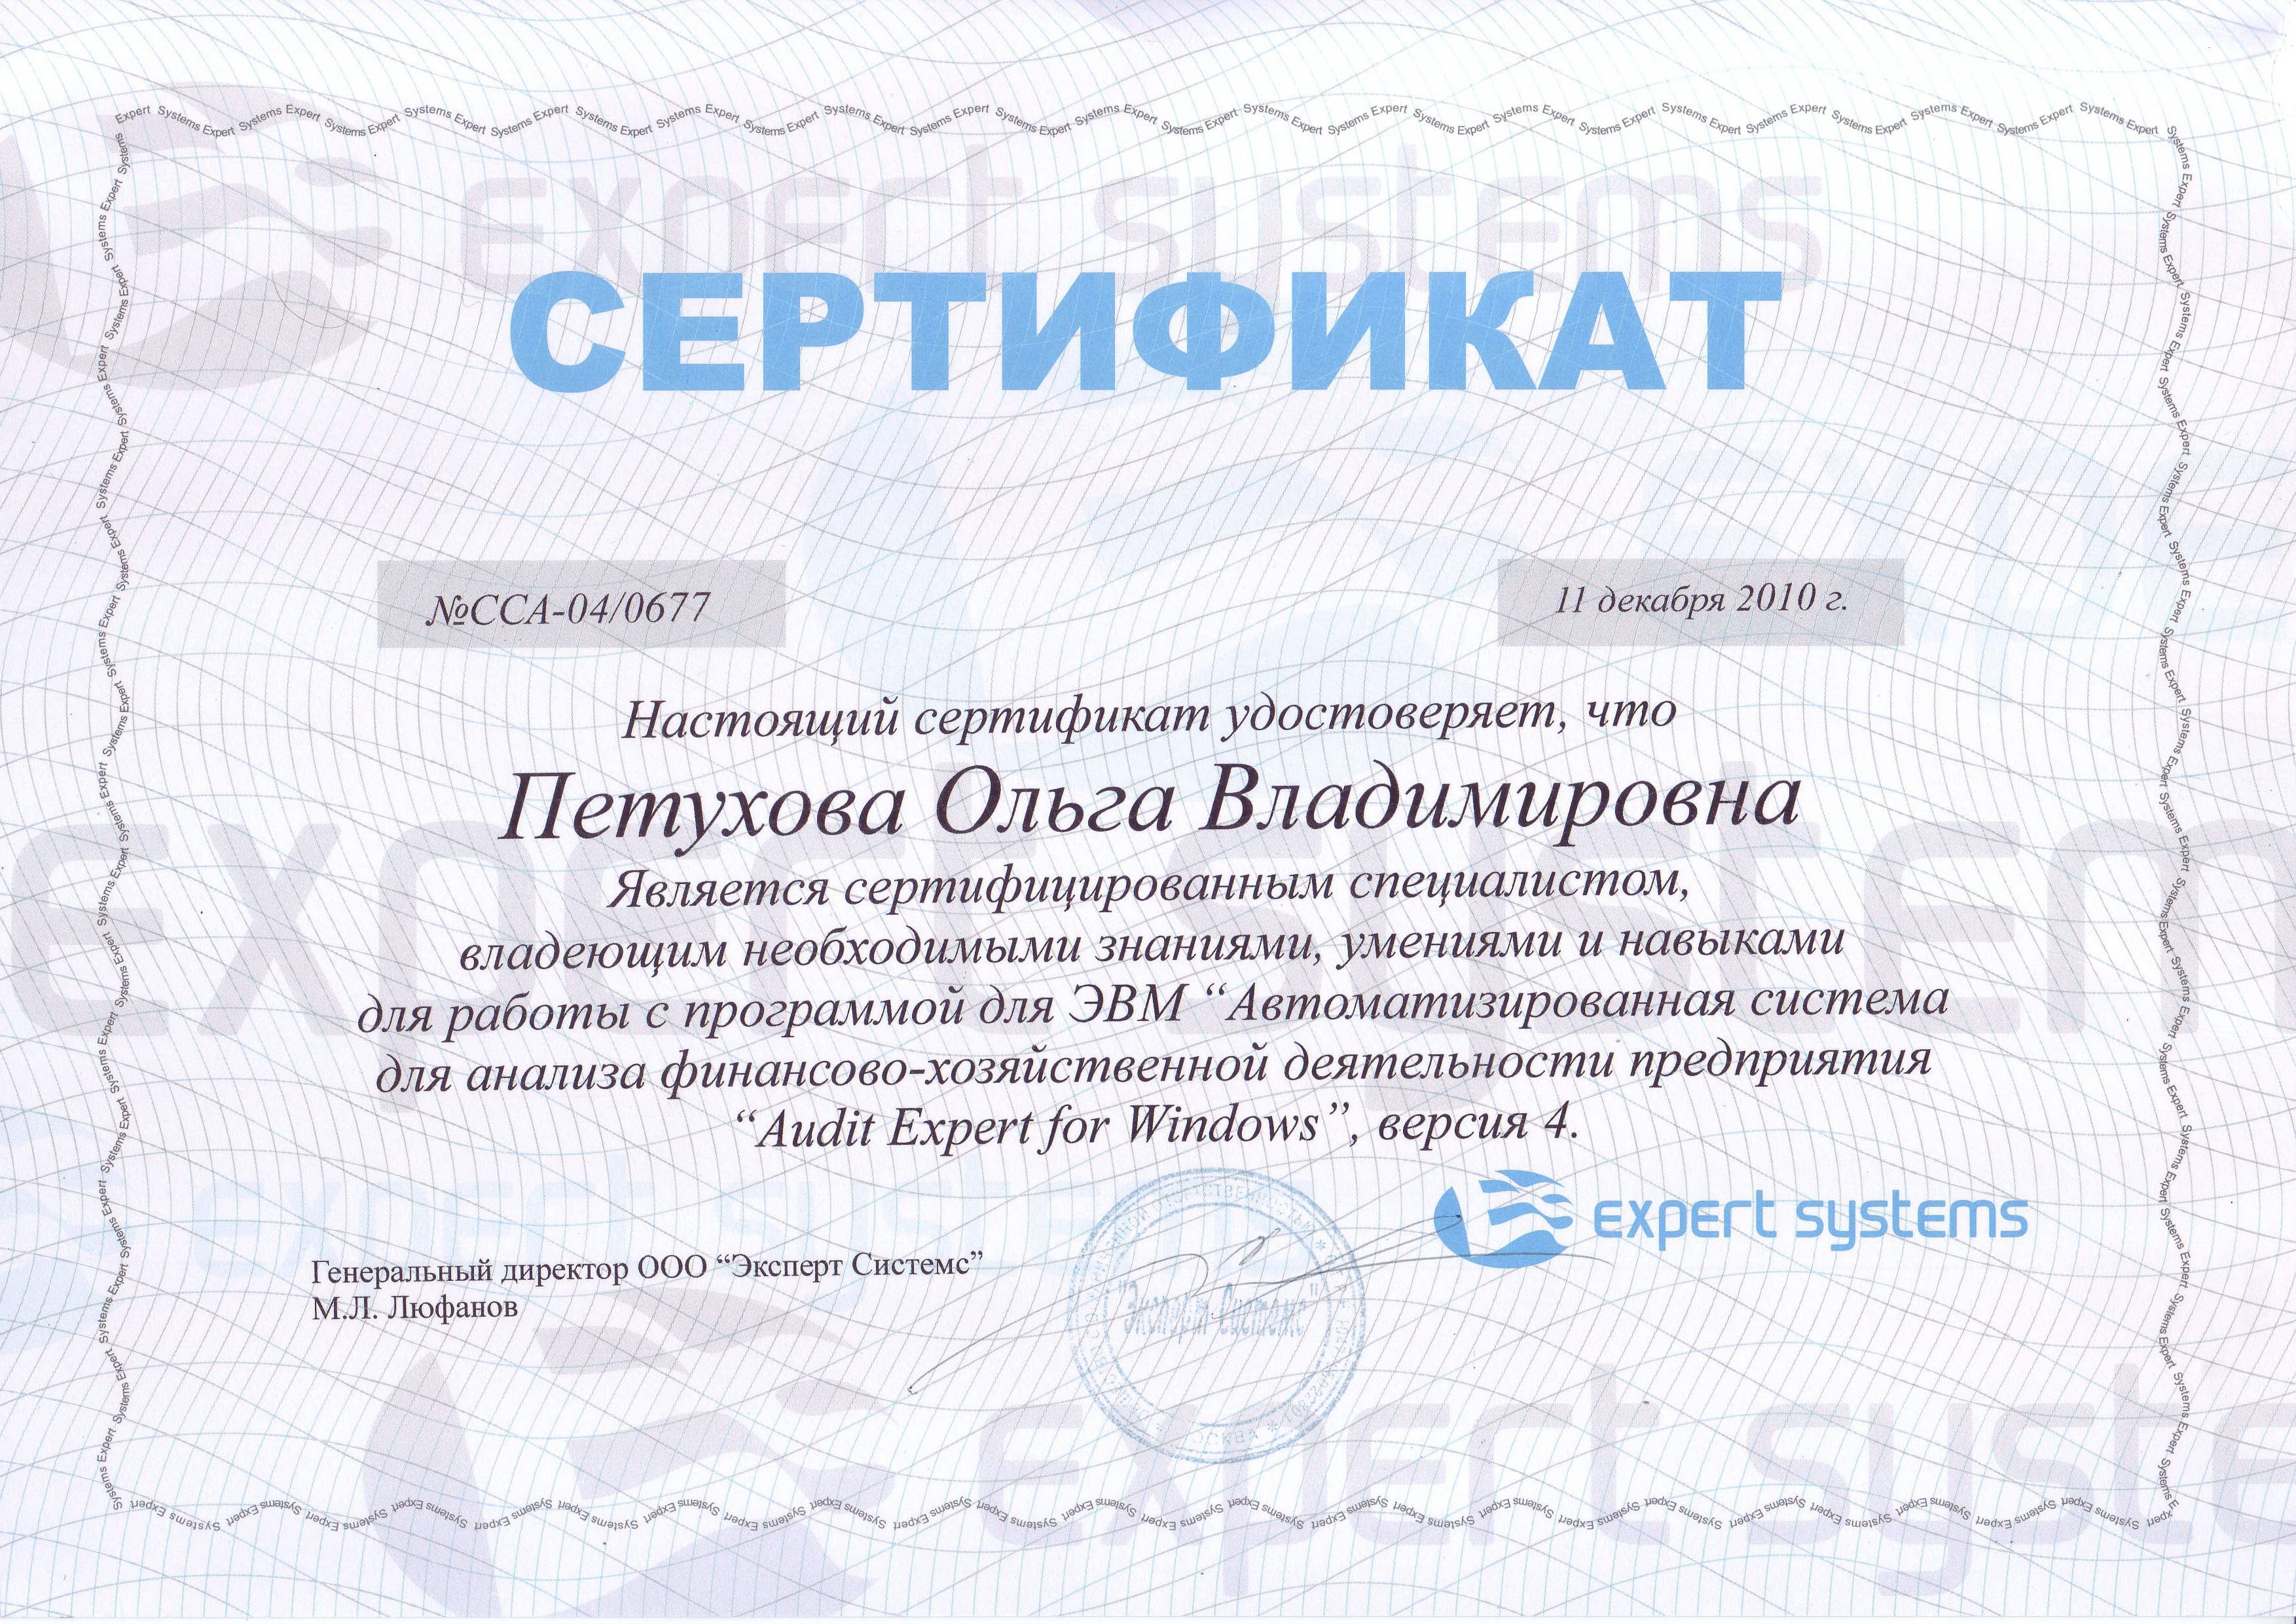 СЕРТИФИКАТ
№ССА-04/0677
11 декабря 2010 г.
Настоящий сертификат удостоверяет, что
Петухова Ольга Владимировна
Является сертифицированным специалистом,
владеющим необходимыми знаниями, умениями и навыками
для работы с программой для ЭВМ “Автоматизированная система
для анализа финансово-хозяйственной деятельности предприятия
“Audit Expert for Windows”, версия 4.
expert systems
Генеральный директор ООО “Эксперт Системс”
М.Л. Люфанов
"Эксперт Системс"
МОСКВА